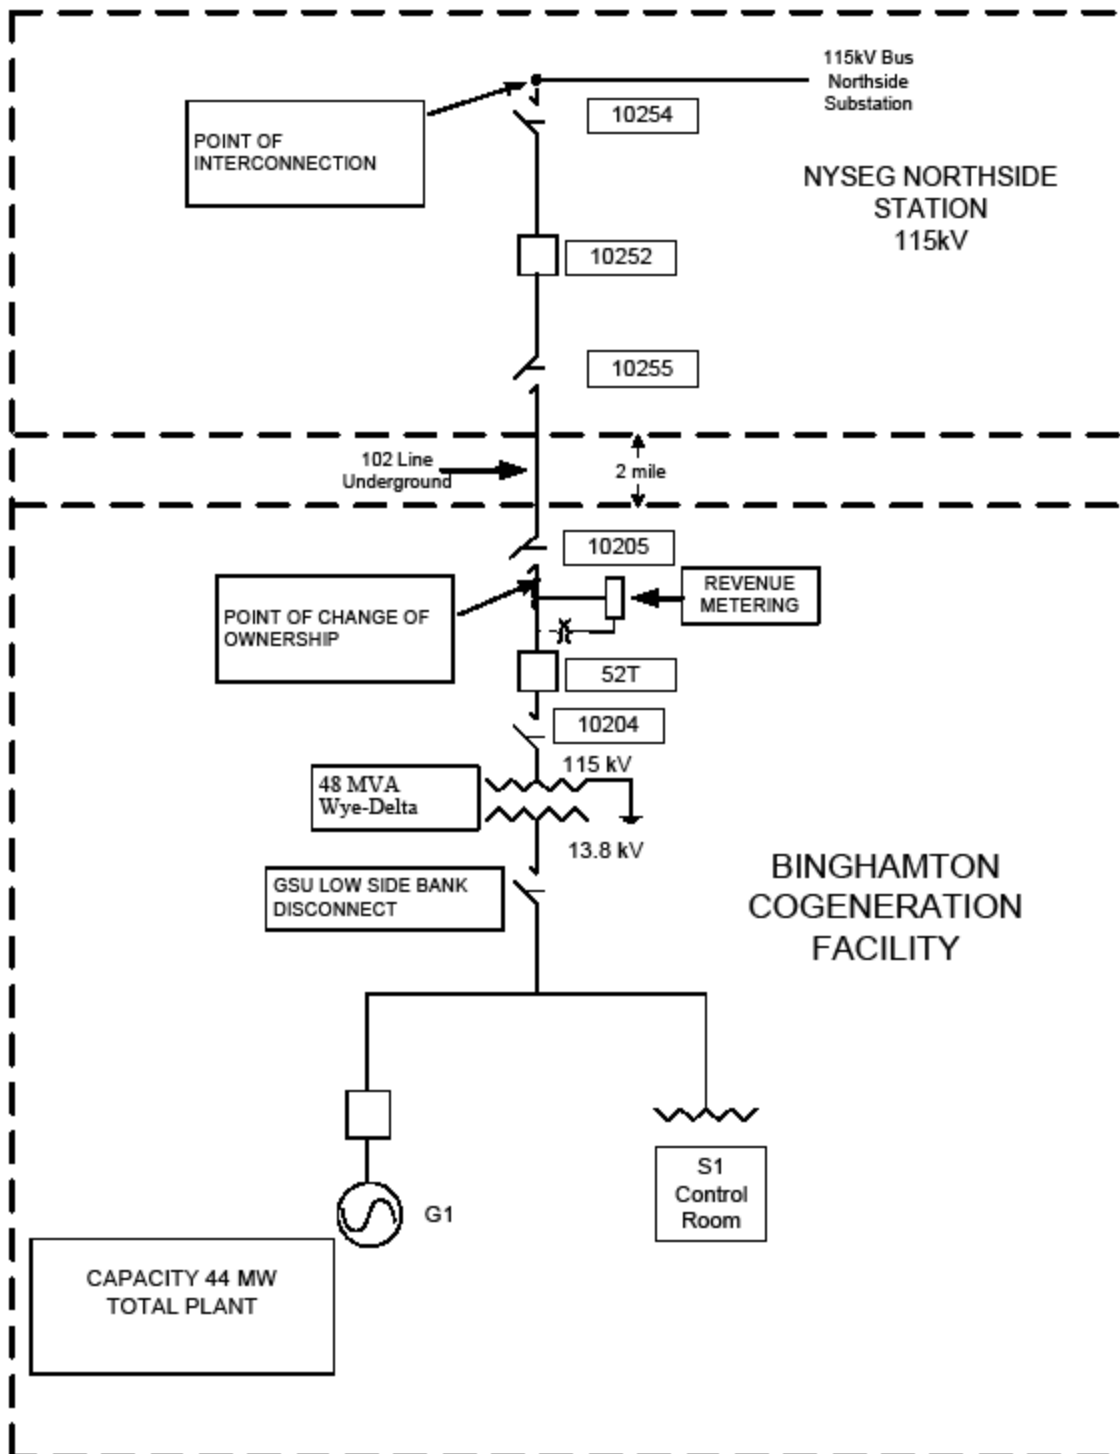 115kV Bus
Northside
Substation
10254
POINT OF
INTERCONNECTION
NYSEG NORTHSIDE
STATION
115kV
10252
10255
102 Line
Underground
2 mile
10205
REVENUE
METERING
POINT OF CHANGE OF
OWNERSHIP
52T
10204
115 kV
48 MVA
Wye-Delta
13.8 kV
GSU LOW SIDE BANK
DISCONNECT
BINGHAMTON
COGENERATION
FACILITY
S1
Control
Room
G1
CAPACITY 44 MW
TOTAL PLANT